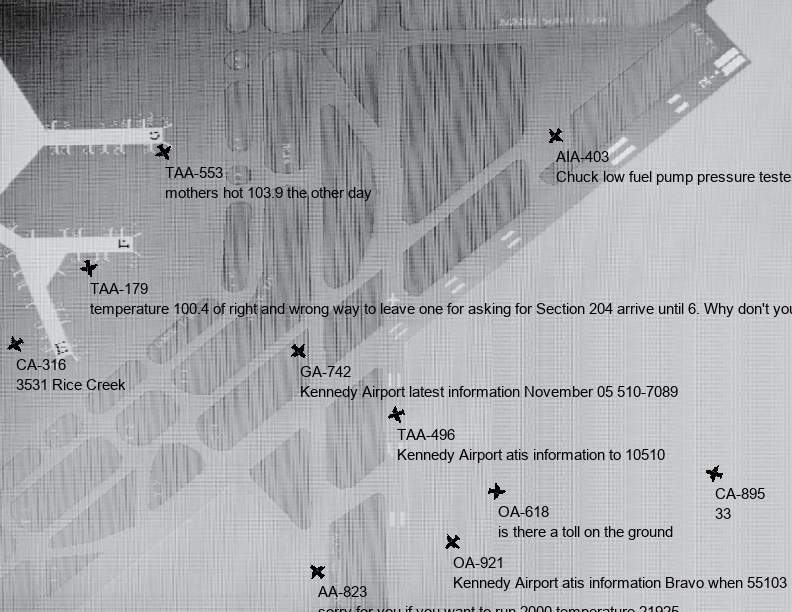 TAA-553
mothers hot 103.9 the other day
AIA-403
Chuck low fuel pump pressure teste
TAA-179
temperature 100.4 of right and wrong way to leave one for asking for Section 204 arrive until 6. Why don't you
CA-316
3531 Rice Creek
GA-742
Kennedy Airport latest information November 05 510-7089
TAA-496
Kennedy Airport atis information to 10510
CA-895
33
OA-618
is there a toll on the ground
OA-921
Kennedy Airport atis information Bravo when 55103
AA-823
sorry for you if you want to run 2000 temperature 21925